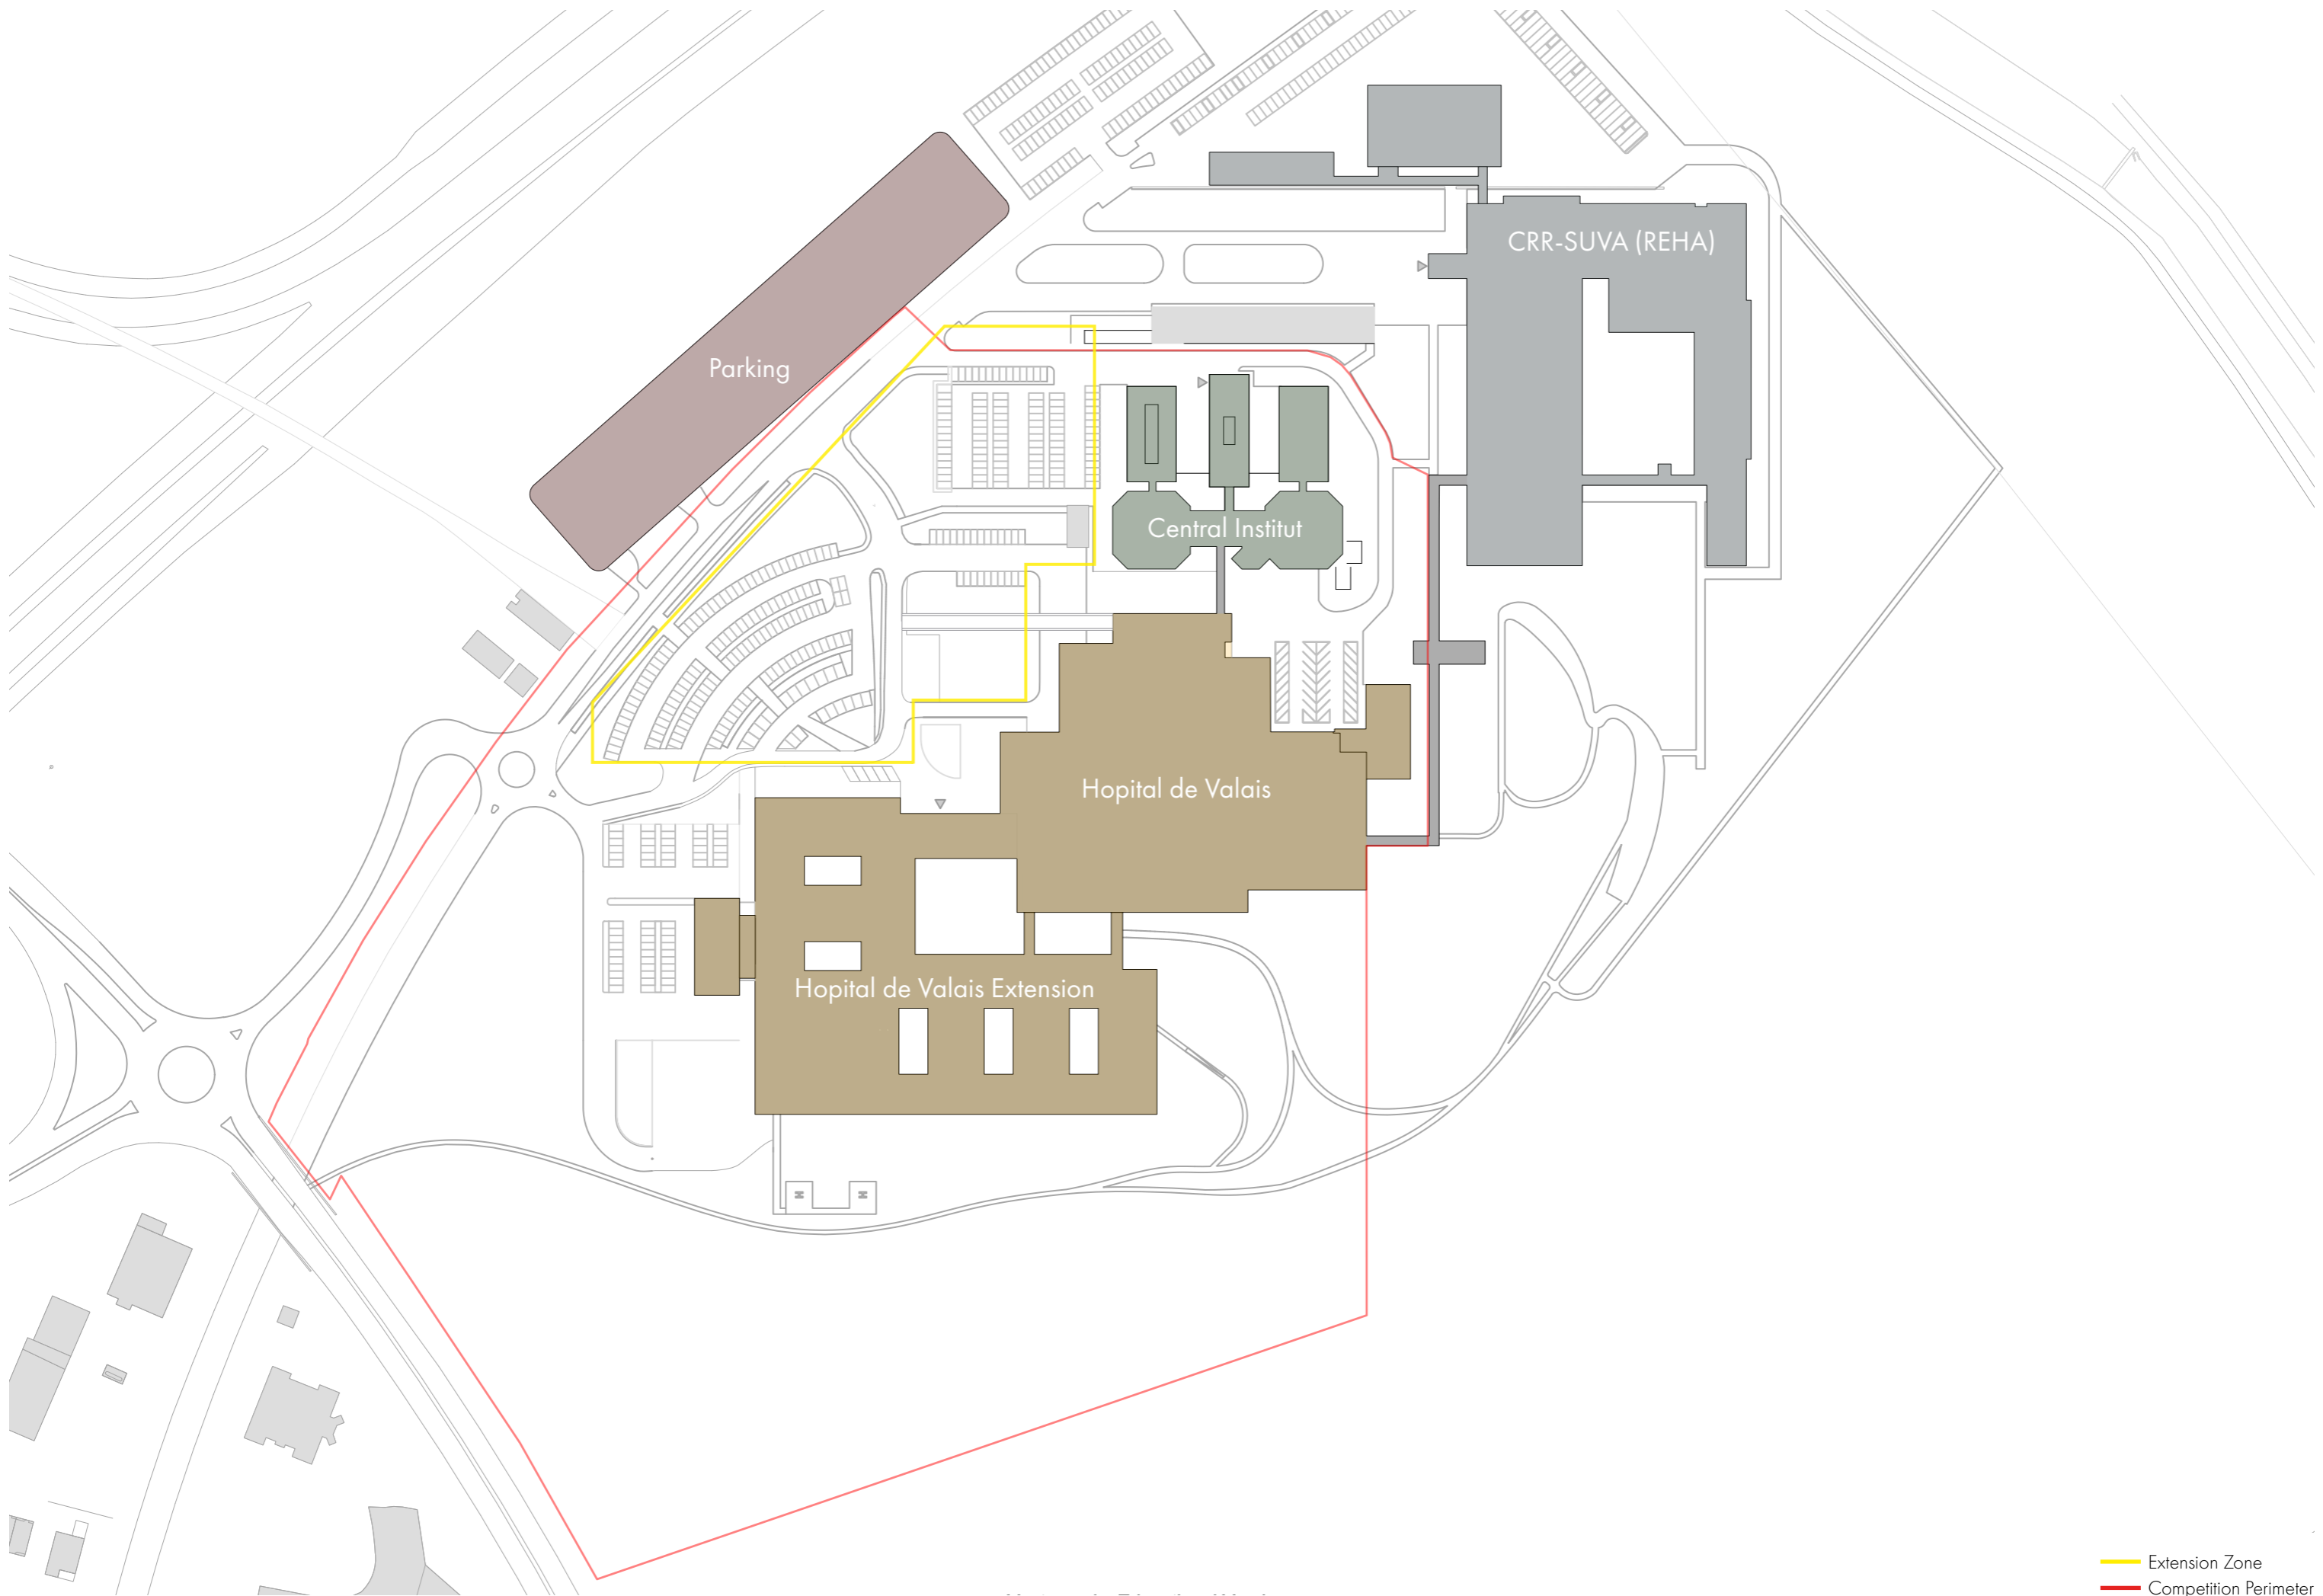 CRR-SUVA (REHA)
Parking
Central Institut
Hopital de Valais
Hopital de Valais Extension
H H
Extension Zone
Competition Perimeter